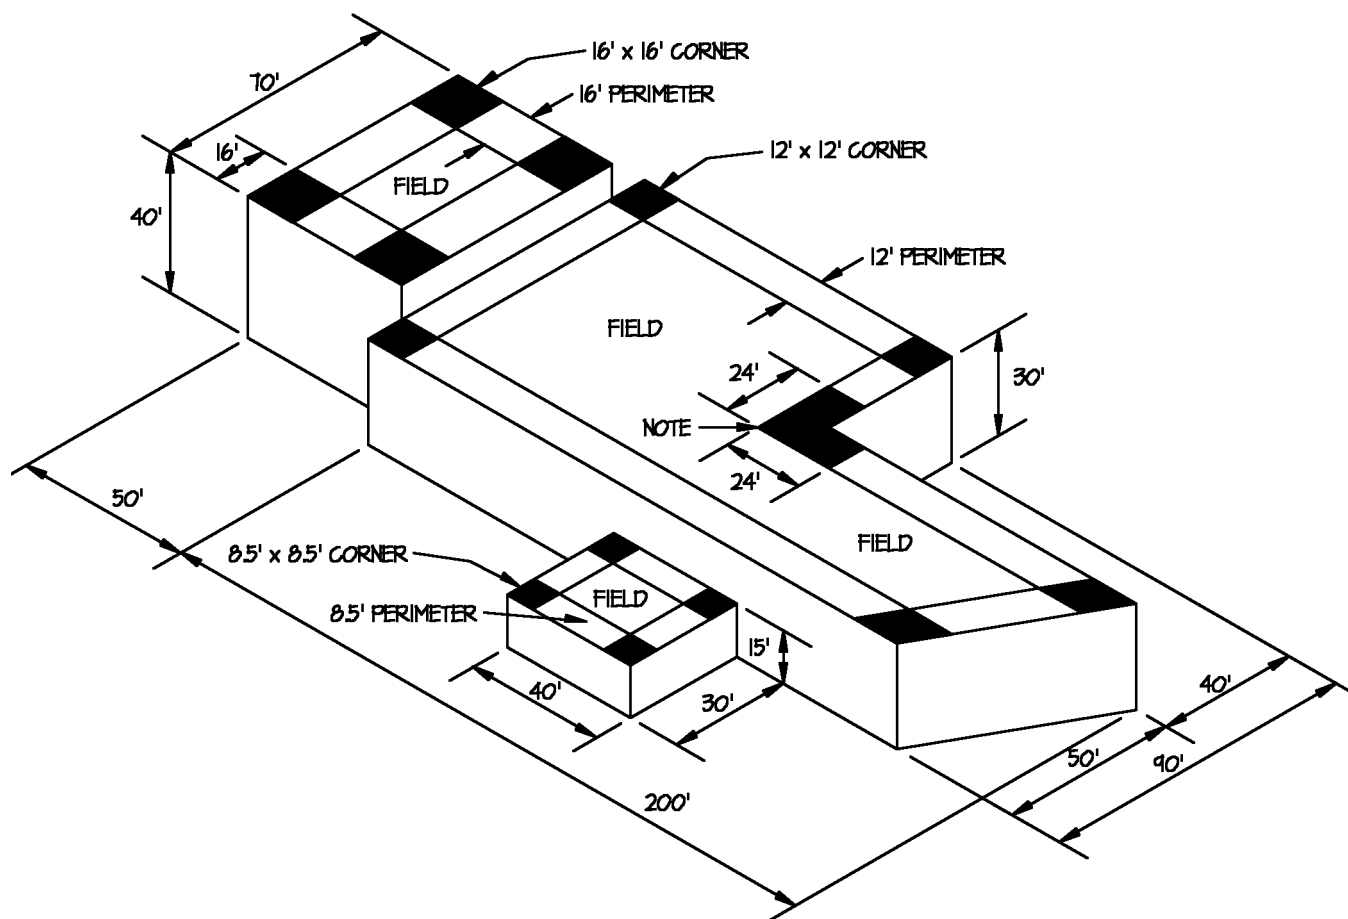 16' x 16' CORNER
70'
16' PERIMETER
16'
12' x 12' CORNER
FIELD
40'
12' PERIMETER
FIELD
24'
30'
NOTE
24'
50'
FIELD
8.5' x 8.5' CORNER
FIELD
8.5' PERIMETER
15'
40'
30'
40'
50'
90'
200'